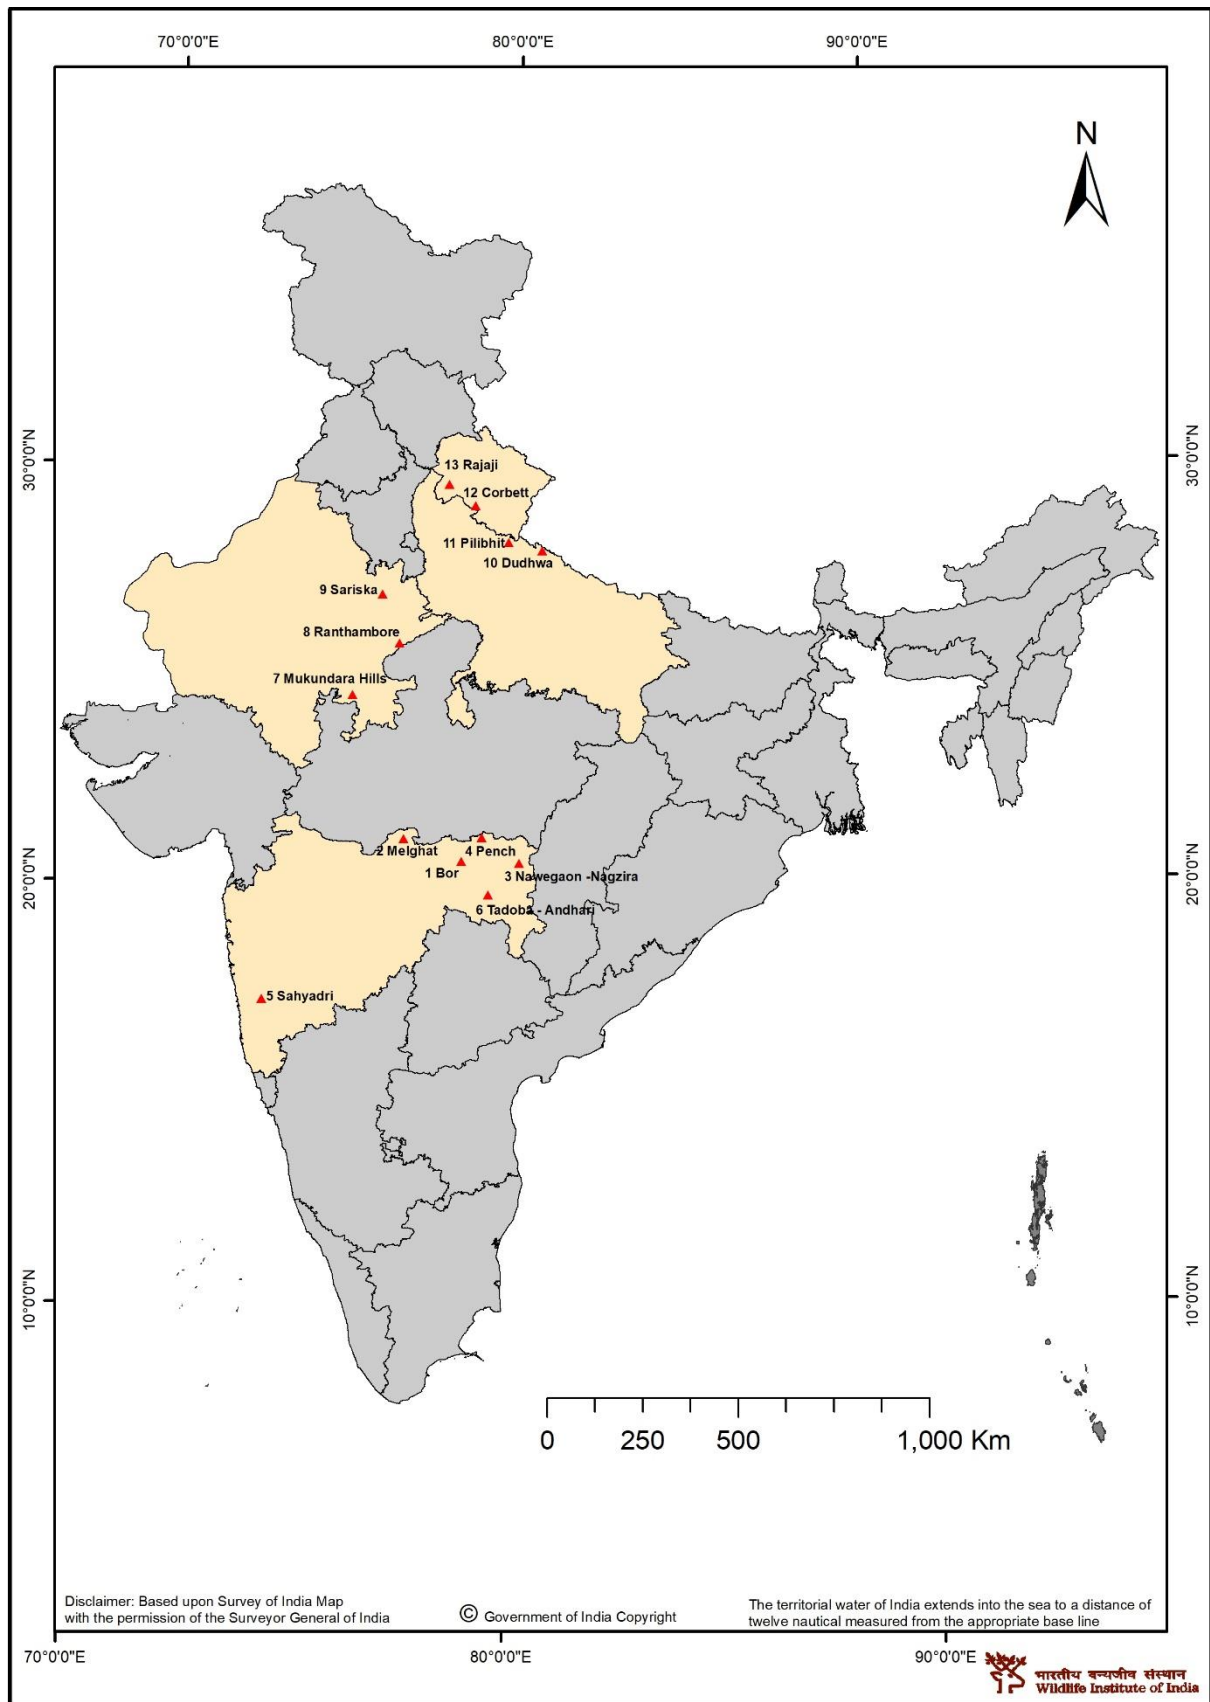 70°0'0"E 80°0'0"E 90°0'0"E
N
30°0'0"N
30°0'0"N
13 Rajaji
12 Corbett
11 Pilibhit
10 Dudhwa
9 Sariska
8 Ranthambore
7 Mukundara Hills
20°0'0"N
20°0'0"N
2 Melghat
4 Pench
1 Bor
3 Nawegaon -Nagzira
6 Tadoba - Andhari
5 Sahyadri
10°0'0"N
10°0'0"N
0 250 500 1,000 Km
Disclaimer: Based upon Survey of India Map
with the permission of the Surveyor General of India
© Government of India Copyright
The territorial water of India extends into the sea to a distance of
twelve nautical measured from the appropriate base line
70°0'0"E 80°0'0"E 90°0'0"E
भारतीय वन्यजीव संस्थान
Wildlife Institute of India